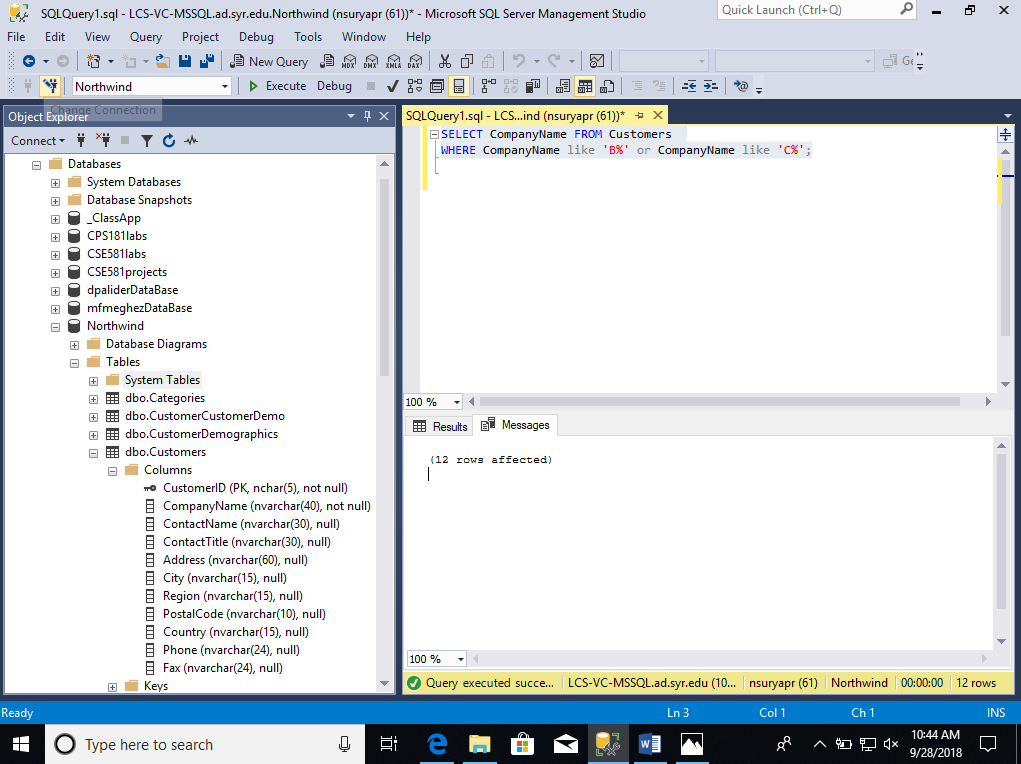 SQLQuery1.sql - LCS-VC-MSSQL.ad.syr.edu.Northwind (nsuryapr (61))* - Microsoft SQL Server Management Studio
Quick Launch (Ctrl+Q)
File Edit View Query Project Debug Tools Window Help
New Query MDX DMX XMLA DAX
Northwind Execute Debug
Change Connection
Object Explorer
Connect
Databases
System Databases
Database Snapshots
_ClassApp
CPS181labs
CSE581labs
CSE581projects
dpaliderDataBase
mfmeghezDataBase
Northwind
Database Diagrams
Tables
System Tables
dbo.Categories
dbo.CustomerCustomerDemo
dbo.CustomerDemographics
dbo.Customers
Columns
CustomerID (PK, nchar(5), not null)
CompanyName (nvarchar(40), not null)
ContactName (nvarchar(30), null)
ContactTitle (nvarchar(30), null)
Address (nvarchar(60), null)
City (nvarchar(15), null)
Region (nvarchar(15), null)
PostalCode (nvarchar(10), null)
Country (nvarchar(15), null)
Phone (nvarchar(24), null)
Fax (nvarchar(24), null)
Keys
SQLQuery1.sql - LCS...ind (nsuryapr (61))*
SELECT CompanyName FROM Customers
WHERE CompanyName like 'B%' or CompanyName like 'C%';
100 %
Results Messages
(12 rows affected)
100 %
Query executed succe... LCS-VC-MSSQL.ad.syr.edu (10... nsuryapr (61) Northwind 00:00:00 12 rows
Ready Ln 3 Col 1 Ch 1 INS
Type here to search
10:44 AM
9/28/2018